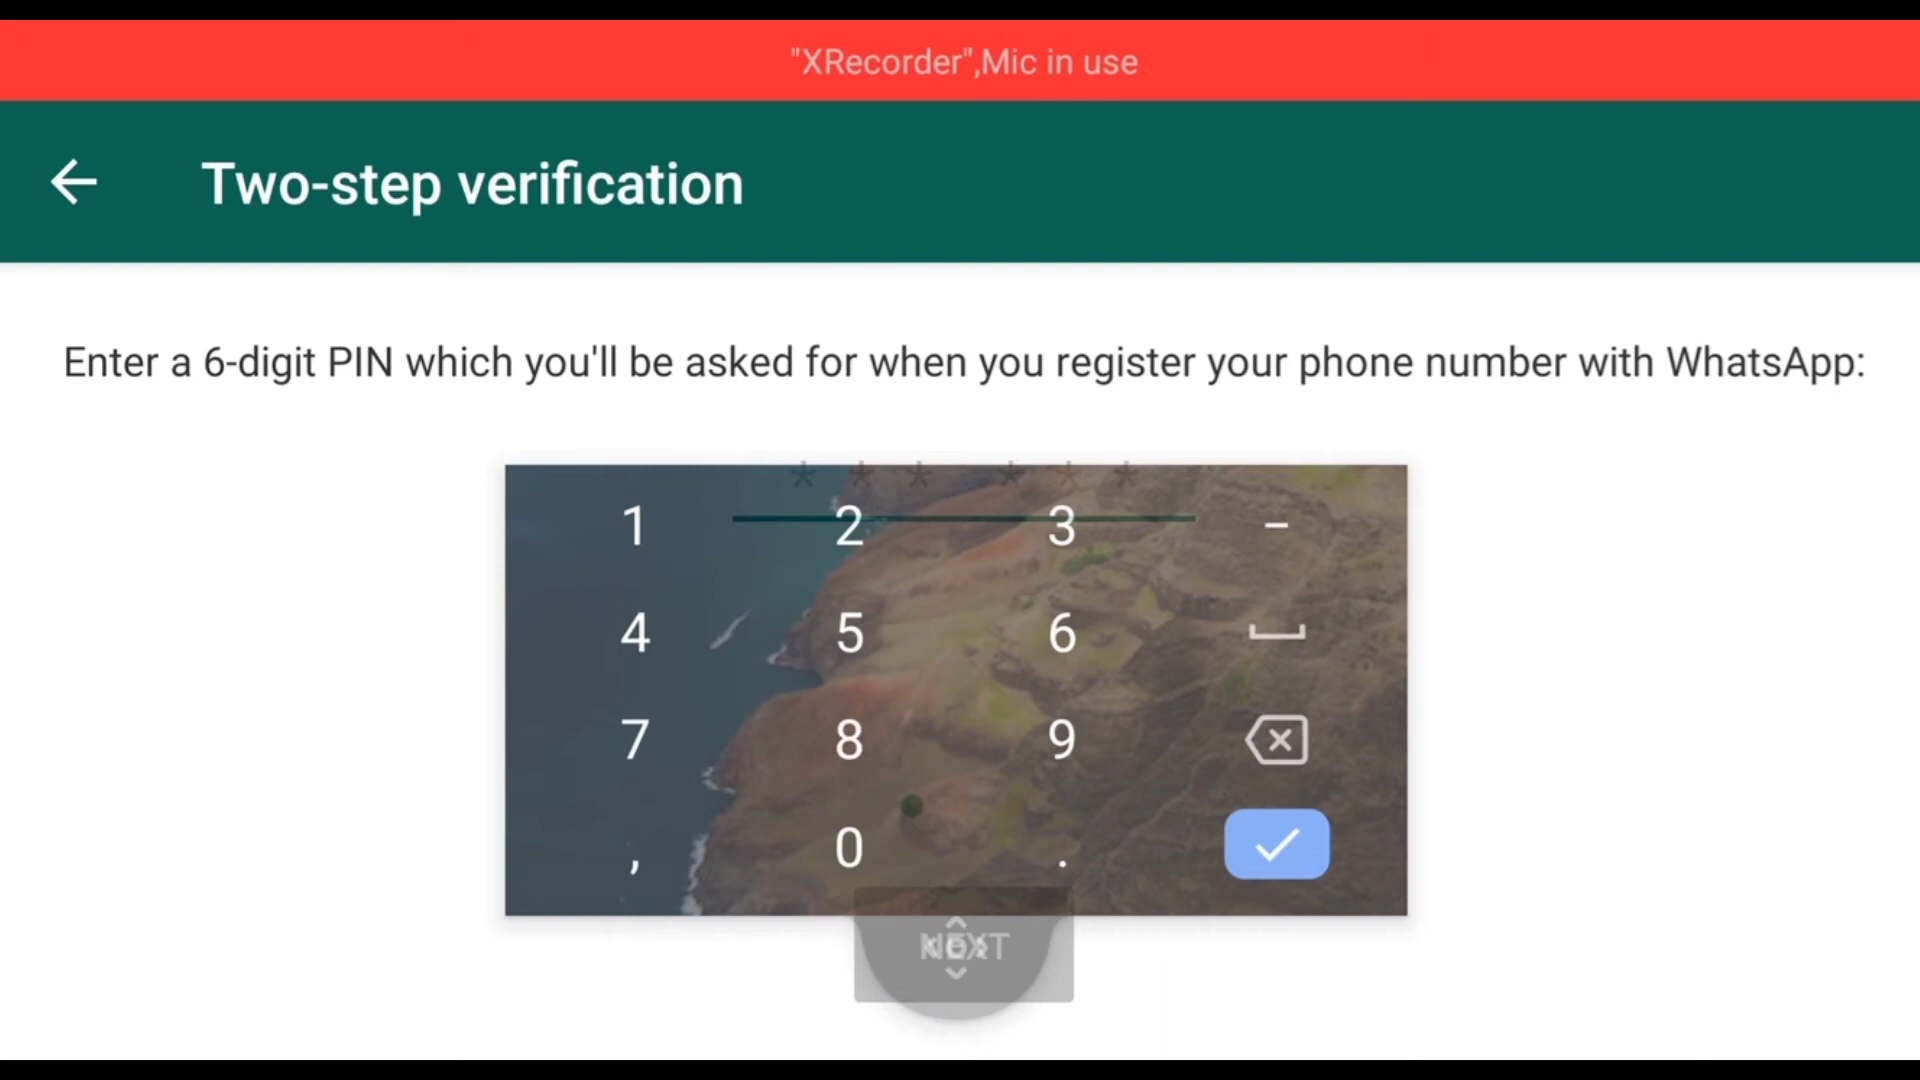 "XRecorder",Mic in use
Two-step verification
Enter a 6-digit PIN which you'll be asked for when you register your phone number with WhatsApp:
* * * * * *
1 2 3 –
4 5 6
7 8 9
, 0 .
NEXT